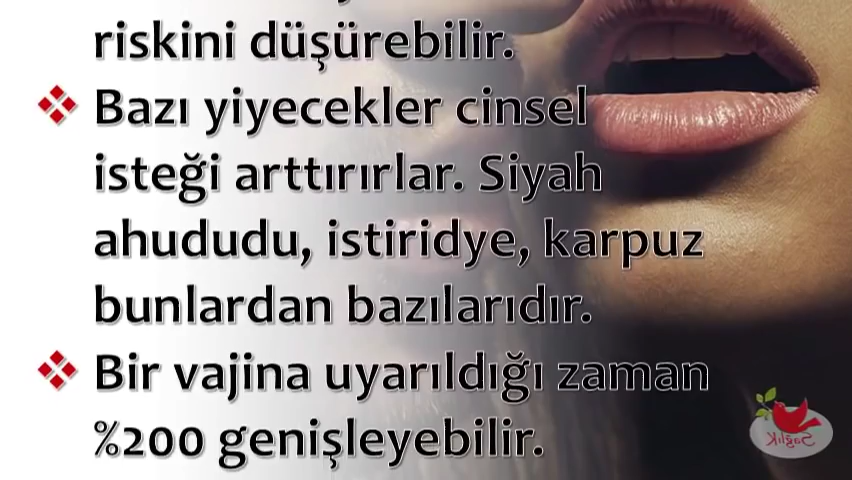 riskini düşürebilir.
Bazı yiyecekler cinsel
isteği arttırırlar. Siyah
ahududu, istiridye, karpuz
bunlardan bazılarıdır.
Bir vajina uyarıldığı zaman
%200 genişleyebilir.
Sağlık